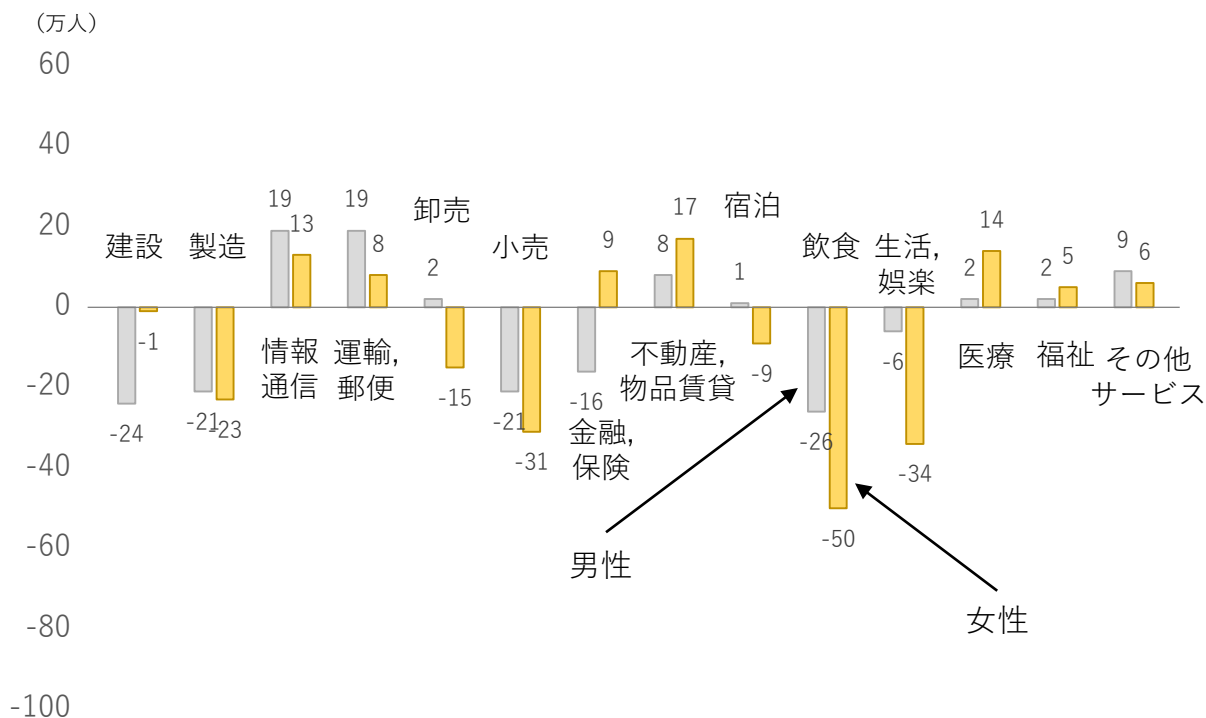 (万人)
60
40
20
0
-20
-40
-60
-80
-100
建設
-24
-1
製造
-21
-23
19
13
情報
通信
19
8
運輸,
郵便
卸売
2
-15
小売
-21
-31
9
-16
金融,
保険
8
17
不動産,
物品賃貸
宿泊
1
-9
飲食
-26
-50
生活,
娯楽
-6
-34
2
14
医療
2
5
福祉
9
6
その他
サービス
男性
女性